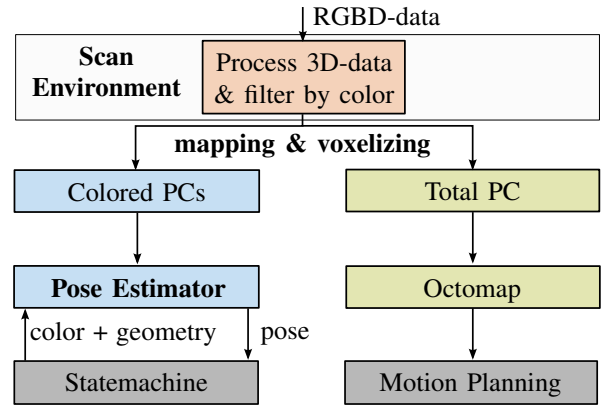 RGBD-data
Scan
Environment
Process 3D-data
& filter by color
mapping & voxelizing
Colored PCs
Total PC
Pose Estimator
Octomap
color + geometry
pose
Statemachine
Motion Planning